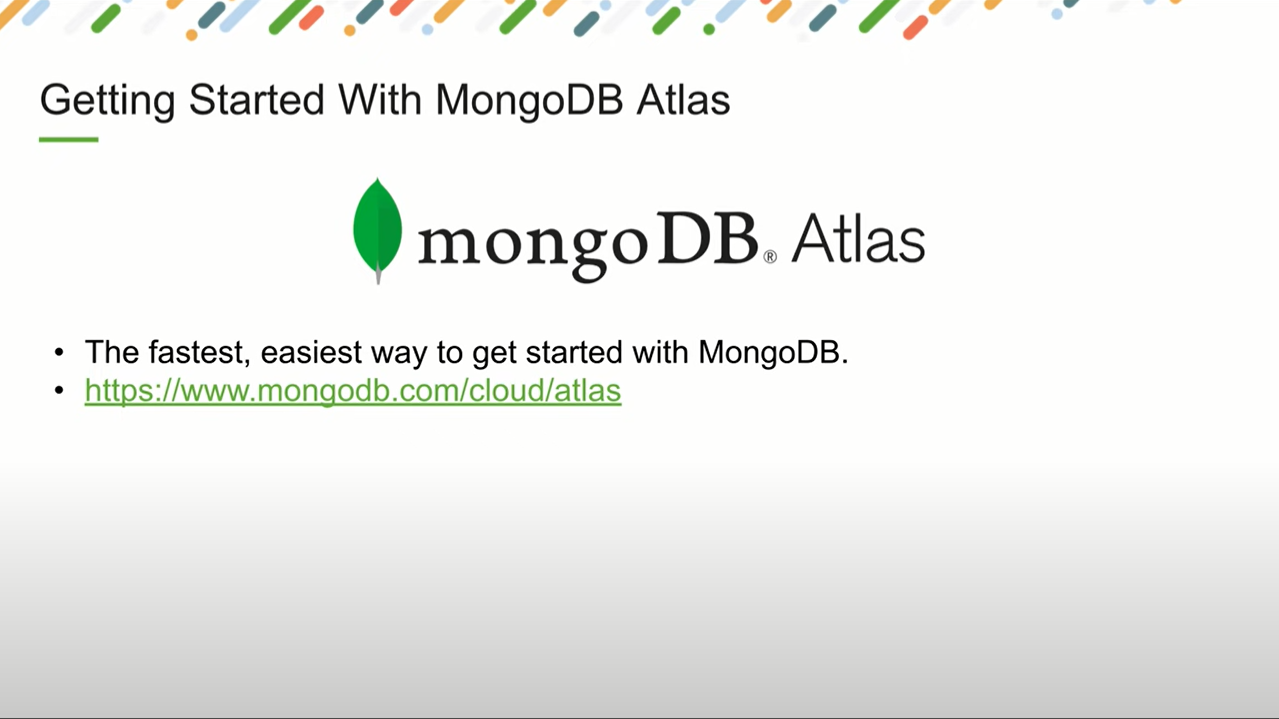 Getting Started With MongoDB Atlas
mongoDB® Atlas
• The fastest, easiest way to get started with MongoDB.
• https://www.mongodb.com/cloud/atlas